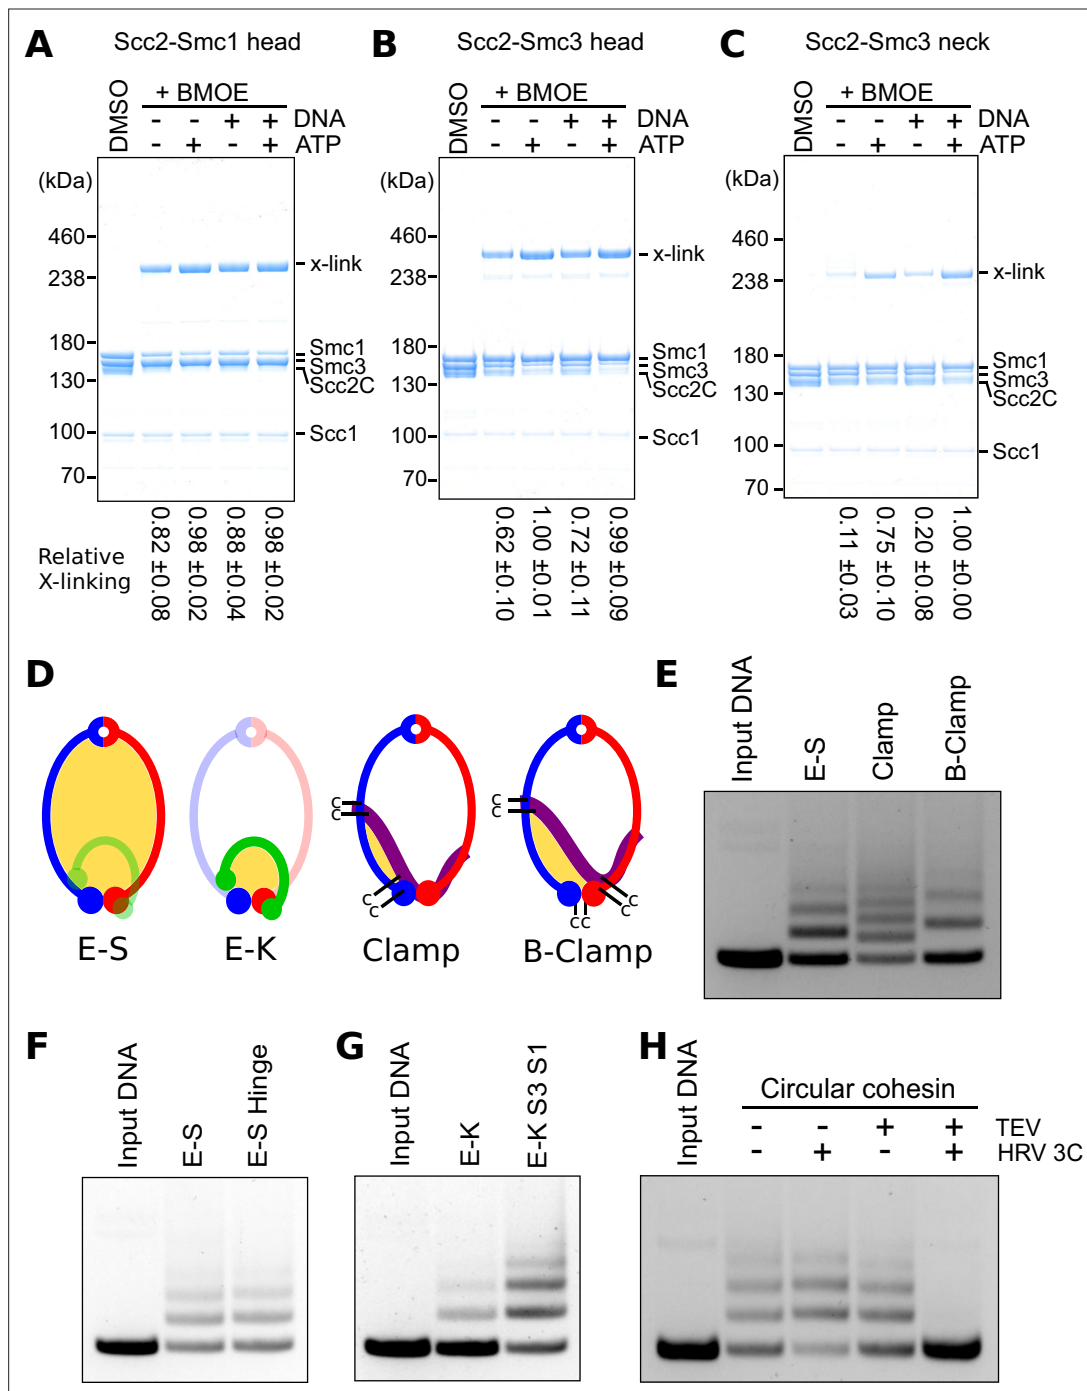 A Scc2-Smc1 head
DMSO
+ BMOE
- - + + DNA
- + - + ATP
(kDa)
460
238
180
130
100
70
x-link
Smc1
Smc3
Scc2C
Scc1
Relative
X-linking
0.82 ±0.08
0.98 ±0.02
0.88 ±0.04
0.98 ±0.02
B Scc2-Smc3 head
DMSO
+ BMOE
- - + + DNA
- + - + ATP
(kDa)
460
238
180
130
100
70
x-link
Smc1
Smc3
Scc2C
Scc1
0.62 ±0.10
1.00 ±0.01
0.72 ±0.11
0.99 ±0.09
C Scc2-Smc3 neck
DMSO
+ BMOE
- - + + DNA
- + - + ATP
(kDa)
460
238
180
130
100
70
x-link
Smc1
Smc3
Scc2C
Scc1
0.11 ±0.03
0.75 ±0.10
0.20 ±0.08
1.00 ±0.00
D
c
c
c
c
c
c
c
c
cc
E-S
E-K
Clamp
B-Clamp
E
Input DNA
E-S
Clamp
B-Clamp
F
Input DNA
E-S
E-S Hinge
G
Input DNA
E-K
E-K S3 S1
H
Input DNA
Circular cohesin
- - + + TEV
- + - + HRV 3C